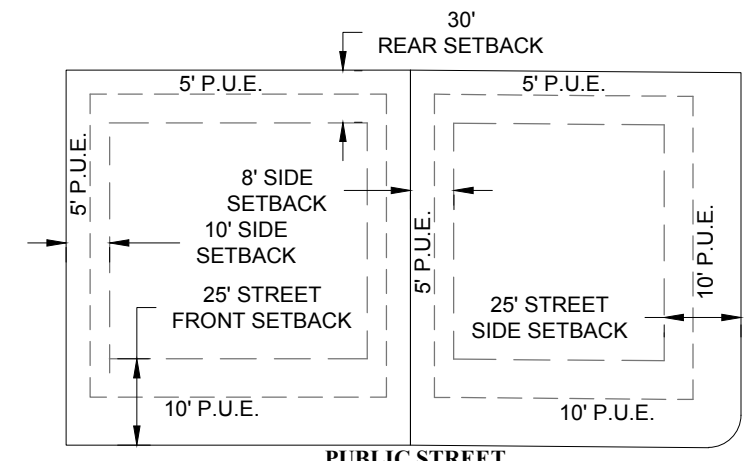 30'
REAR SETBACK
5' P.U.E.
5' P.U.E.
5' P.U.E.
8' SIDE
SETBACK
10' SIDE
SETBACK
5' P.U.E.
10' P.U.E.
25' STREET
FRONT SETBACK
25' STREET
SIDE SETBACK
10' P.U.E.
10' P.U.E.
PUBLIC STREET